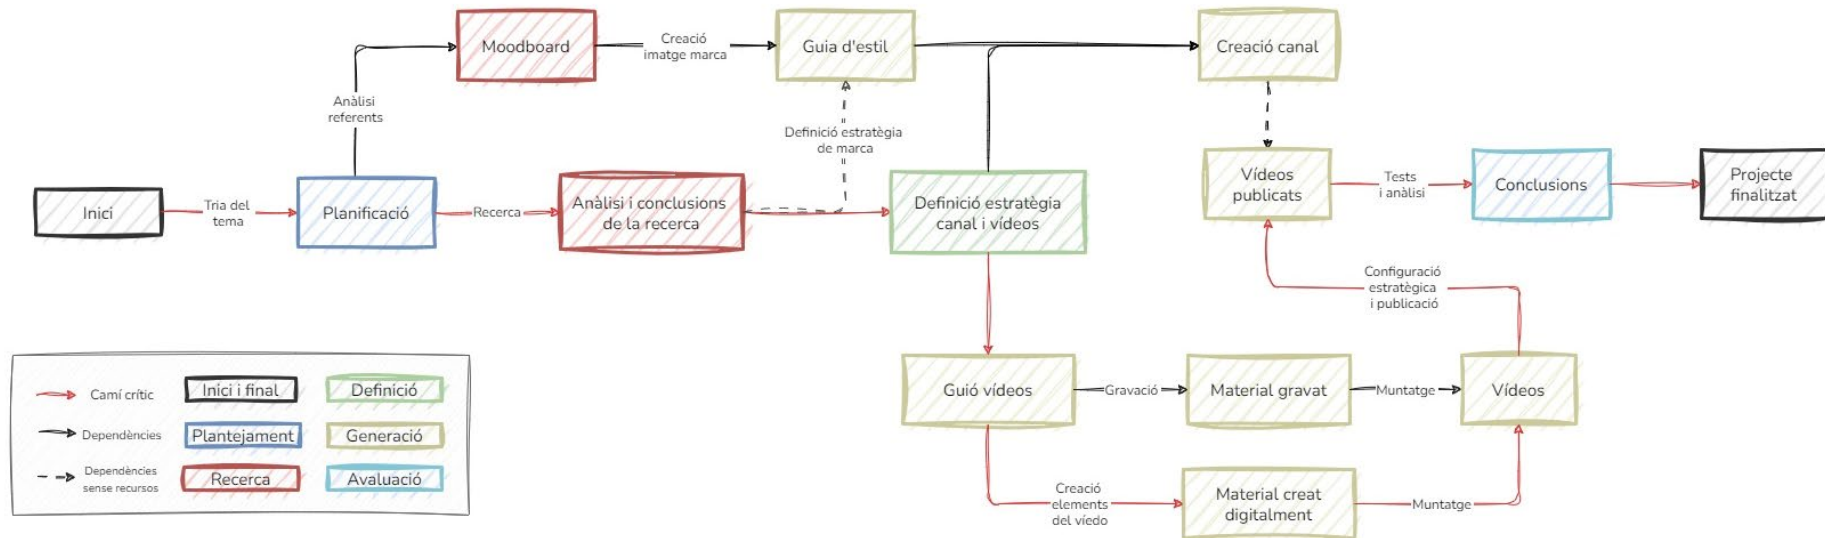 Moodboard
Creació
imatge marca
Guia d'estil
Creació canal
Anàlisi
referents
Definició estratègia
de marca
Inici
Tria del
tema
Planificació
Recerca
Anàlisi i conclusions
de la recerca
Definició estratègia
canal i vídeos
Vídeos
publicats
Tests
i anàlisi
Conclusions
Projecte
finalitzat
Configuració
estratègica
i publicació
Guió vídeos
Gravació
Material gravat
Muntatge
Vídeos
Creació
elements
del víedo
Material creat
digitalment
Muntatge
Camí crític
Inici i final
Definició
Dependències
Plantejament
Generació
Dependències
sense recursos
Recerca
Avaluació